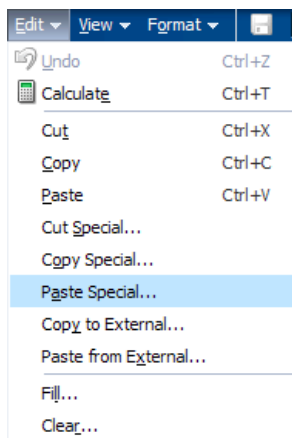 Edit View Format
Undo Ctrl+Z
Calculate Ctrl+T
Cut Ctrl+X
Copy Ctrl+C
Paste Ctrl+V
Cut Special...
Copy Special...
Paste Special...
Copy to External...
Paste from External...
Fill...
Clear...